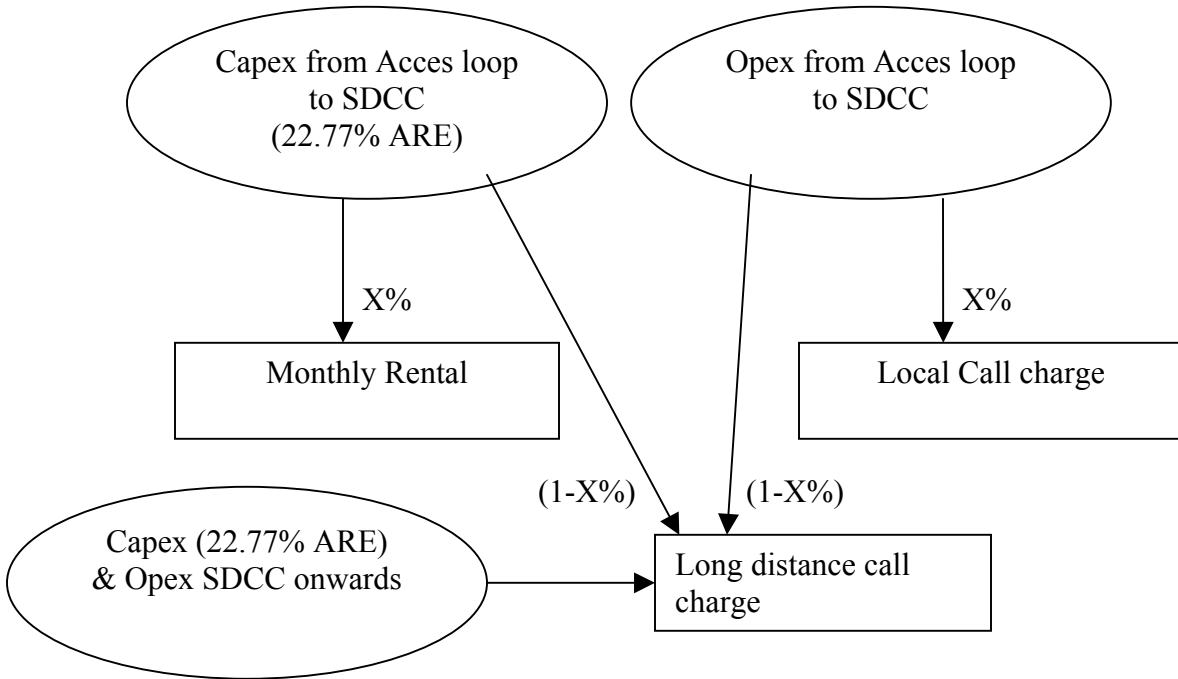 Capex from Acces loop
to SDCC
(22.77% ARE)
Opex from Acces loop
to SDCC
X%
X%
Monthly Rental
Local Call charge
(1-X%)
(1-X%)
Capex (22.77% ARE)
& Opex SDCC onwards
Long distance call
charge